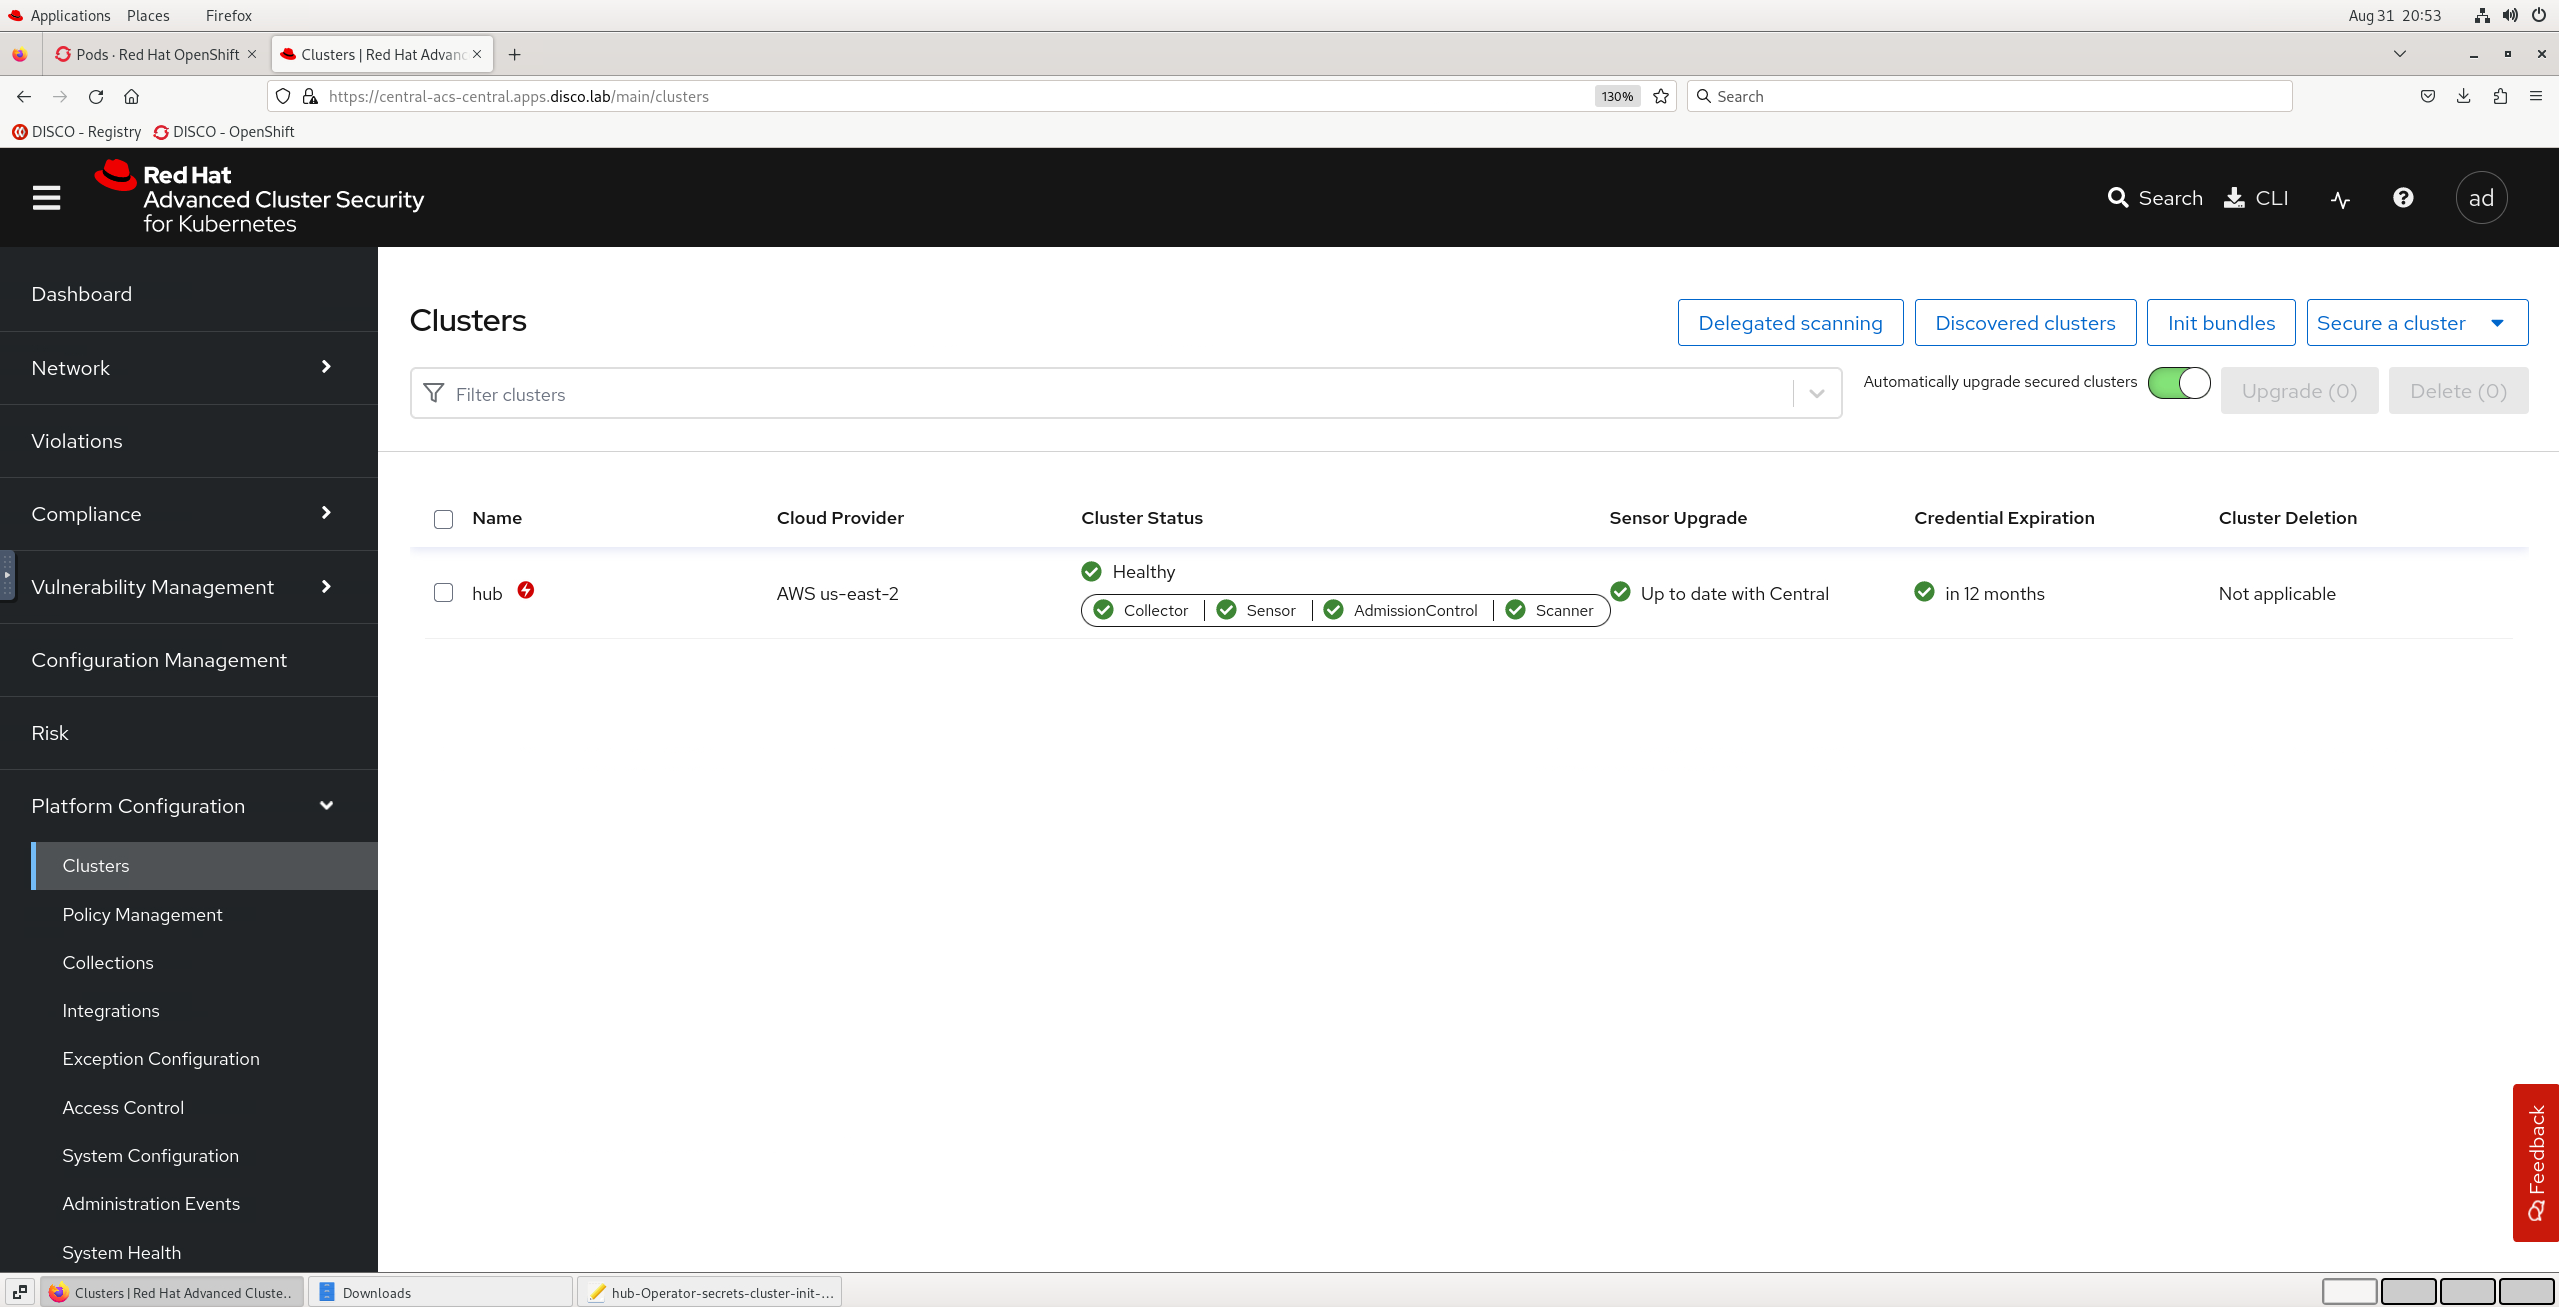 Applications Places Firefox Aug 31 20:53
Pods · Red Hat OpenShift
Clusters | Red Hat Advanc
https://central-acs-central.apps.disco.lab/main/clusters 130% Search
DISCO - Registry DISCO - OpenShift
Red Hat
Advanced Cluster Security
for Kubernetes
Search CLI ad
Dashboard
Network
Violations
Compliance
Vulnerability Management
Configuration Management
Risk
Platform Configuration
Clusters
Policy Management
Collections
Integrations
Exception Configuration
Access Control
System Configuration
Administration Events
System Health
Clusters
Delegated scanning Discovered clusters Init bundles Secure a cluster
Filter clusters Automatically upgrade secured clusters Upgrade (0) Delete (0)
Name Cloud Provider Cluster Status Sensor Upgrade Credential Expiration Cluster Deletion
Healthy
hub AWS us-east-2 Up to date with Central in 12 months Not applicable
Collector Sensor AdmissionControl Scanner
Feedback
Clusters | Red Hat Advanced Cluste... Downloads hub-Operator-secrets-cluster-init-...